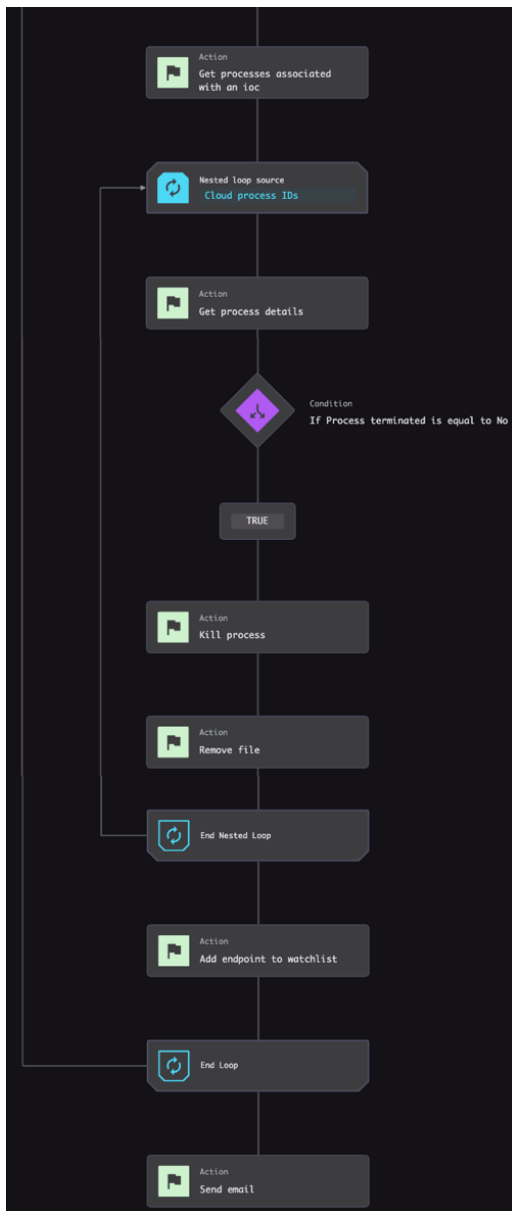 Action
Get processes associated
with an ioc
Nested loop source
Cloud process IDs
Action
Get process details
Condition
If Process terminated is equal to No
TRUE
Action
Kill process
Action
Remove file
End Nested Loop
Action
Add endpoint to watchlist
End Loop
Action
Send email